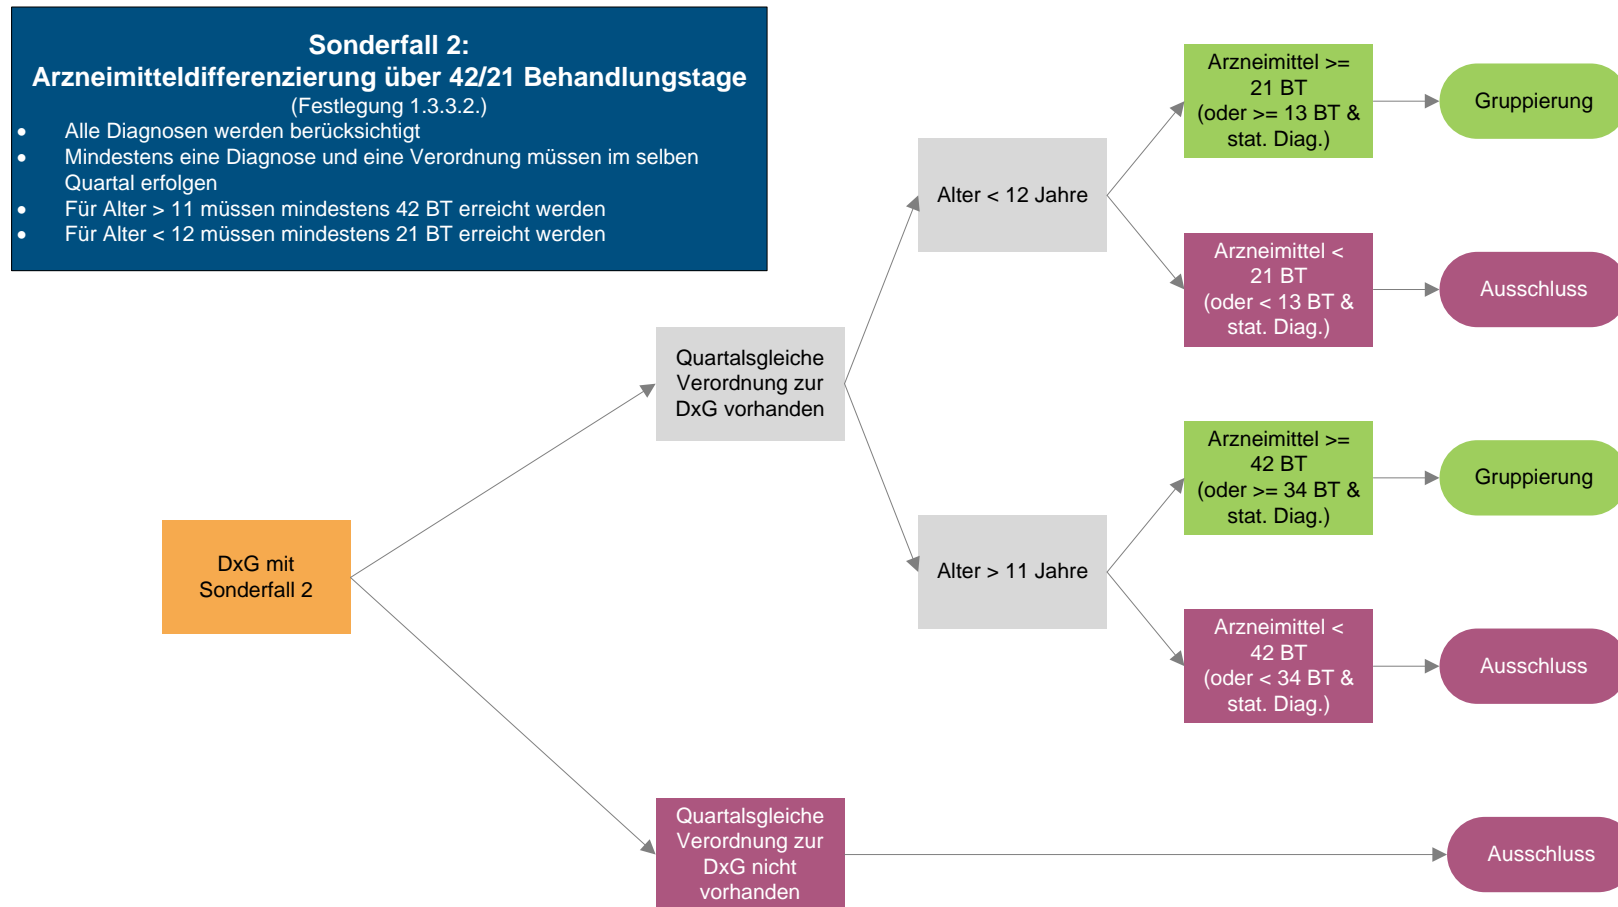 Sonderfall 2:
Arzneimitteldifferenzierung über 42/21 Behandlungstage
(Festlegung 1.3.3.2.)
• Alle Diagnosen werden berücksichtigt
• Mindestens eine Diagnose und eine Verordnung müssen im selben
Quartal erfolgen
• Für Alter > 11 müssen mindestens 42 BT erreicht werden
• Für Alter < 12 müssen mindestens 21 BT erreicht werden
DxG mit
Sonderfall 2
Quartalsgleiche
Verordnung zur
DxG vorhanden
Alter < 12 Jahre
Arzneimittel >=
21 BT
(oder >= 13 BT &
stat. Diag.)
Gruppierung
Arzneimittel <
21 BT
(oder < 13 BT &
stat. Diag.)
Ausschluss
Alter > 11 Jahre
Arzneimittel >=
42 BT
(oder >= 34 BT &
stat. Diag.)
Gruppierung
Arzneimittel <
42 BT
(oder < 34 BT &
stat. Diag.)
Ausschluss
Quartalsgleiche
Verordnung zur
DxG nicht
vorhanden
Ausschluss